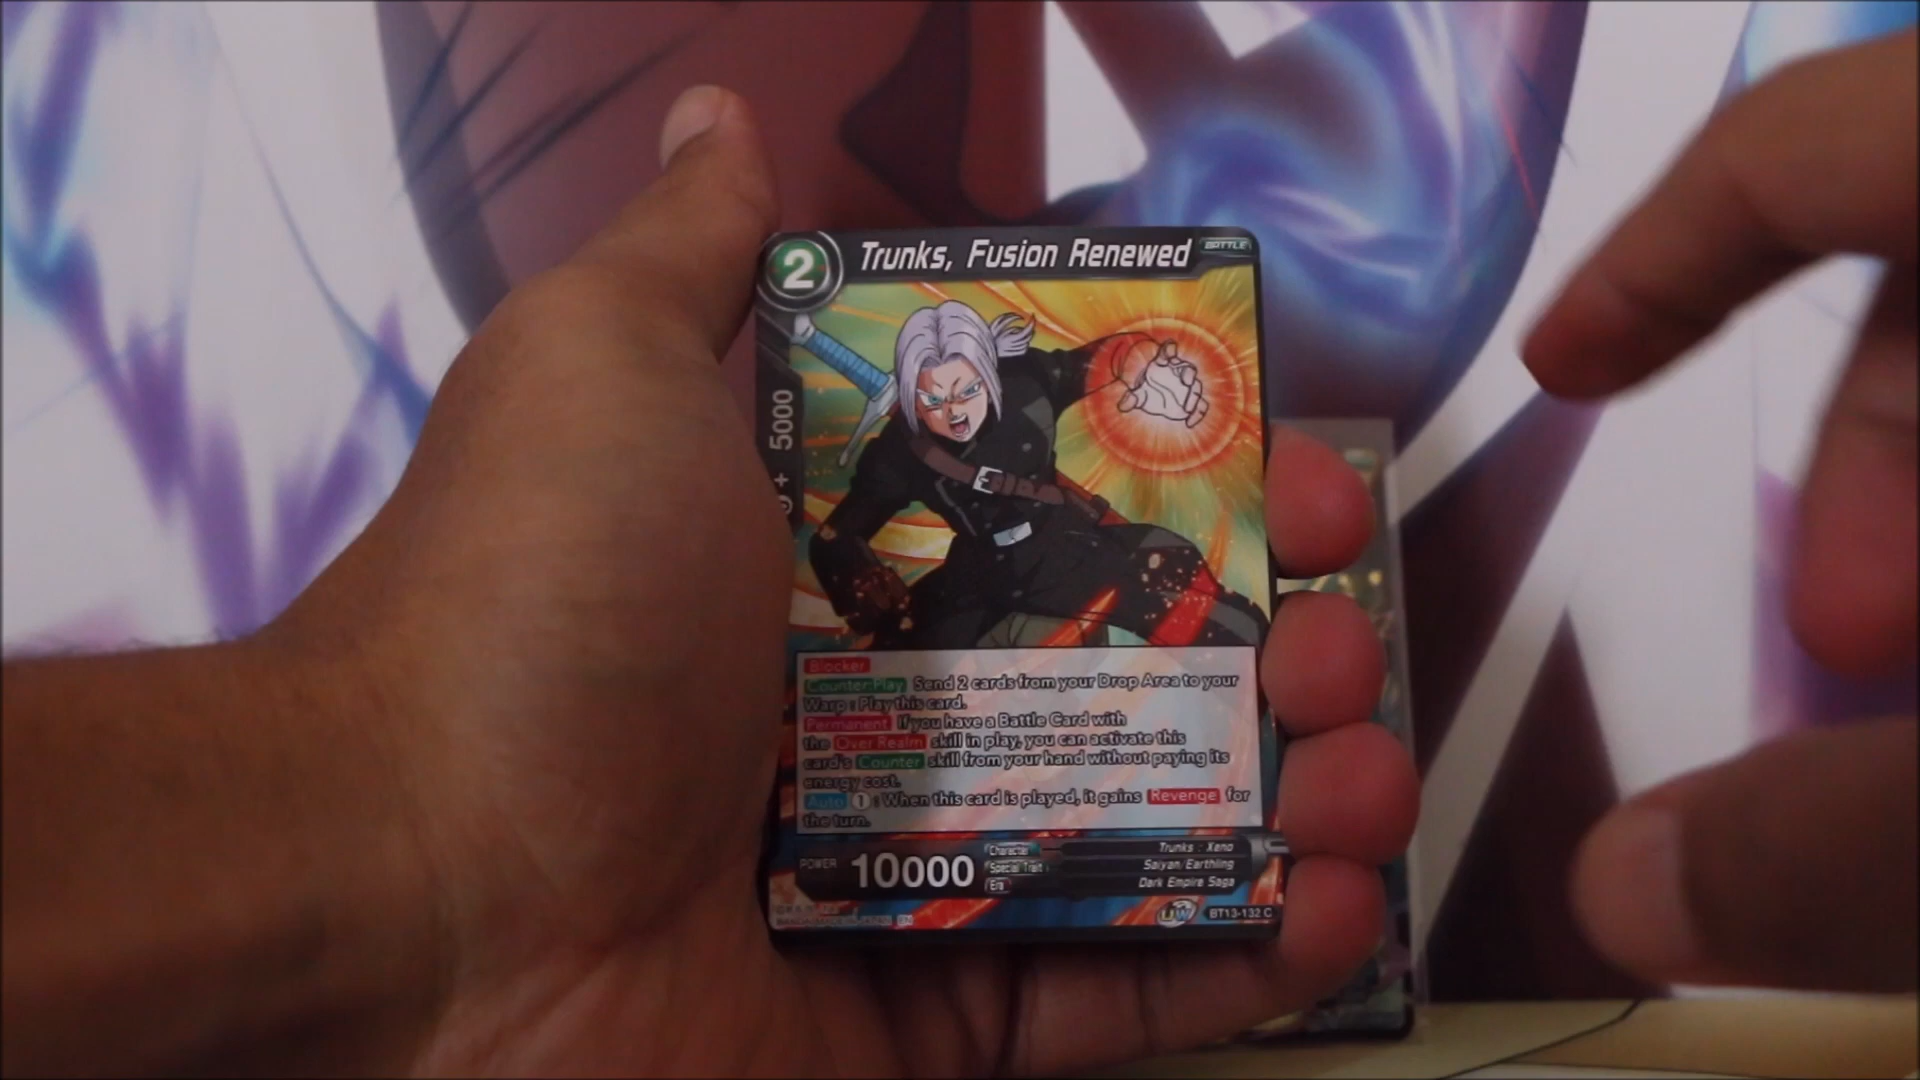 2
Trunks, Fusion Renewed
BATTLE
+ 5000
Blocker
Counter:Play Send 2 cards from your Drop Area to your
Warp : Play this card.
Permanent If you have a Battle Card with
the Over Realm skill in play, you can activate this
card's Counter skill from your hand without paying its
energy cost.
Auto 1 : When this card is played, it gains Revenge for
the turn.
POWER 10000
Character Trunks : Xeno
Special Trait Saiyan/Earthling
Era Dark Empire Saga
UW BT13-132 C
EN